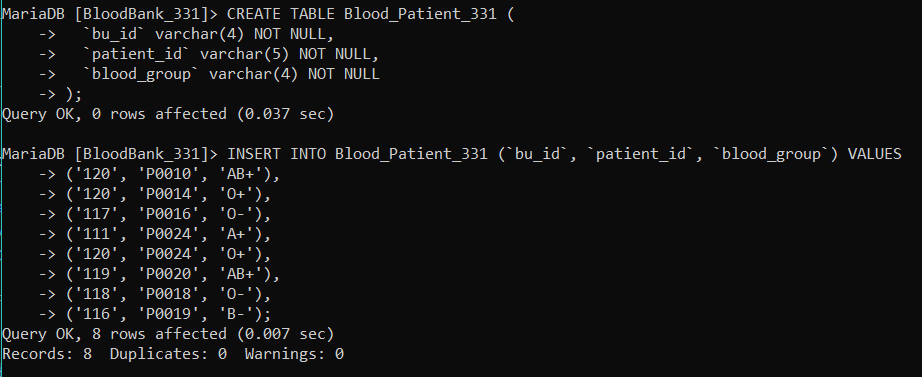 MariaDB [BloodBank_331]> CREATE TABLE Blood_Patient_331 (
    ->   `bu_id` varchar(4) NOT NULL,
    ->   `patient_id` varchar(5) NOT NULL,
    ->   `blood_group` varchar(4) NOT NULL
    -> );
Query OK, 0 rows affected (0.037 sec)

MariaDB [BloodBank_331]> INSERT INTO Blood_Patient_331 (`bu_id`, `patient_id`, `blood_group`) VALUES
    -> ('120', 'P0010', 'AB+'),
    -> ('120', 'P0014', 'O+'),
    -> ('117', 'P0016', 'O-'),
    -> ('111', 'P0024', 'A+'),
    -> ('120', 'P0024', 'O+'),
    -> ('119', 'P0020', 'AB+'),
    -> ('118', 'P0018', 'O-'),
    -> ('116', 'P0019', 'B-');
Query OK, 8 rows affected (0.007 sec)
Records: 8  Duplicates: 0  Warnings: 0